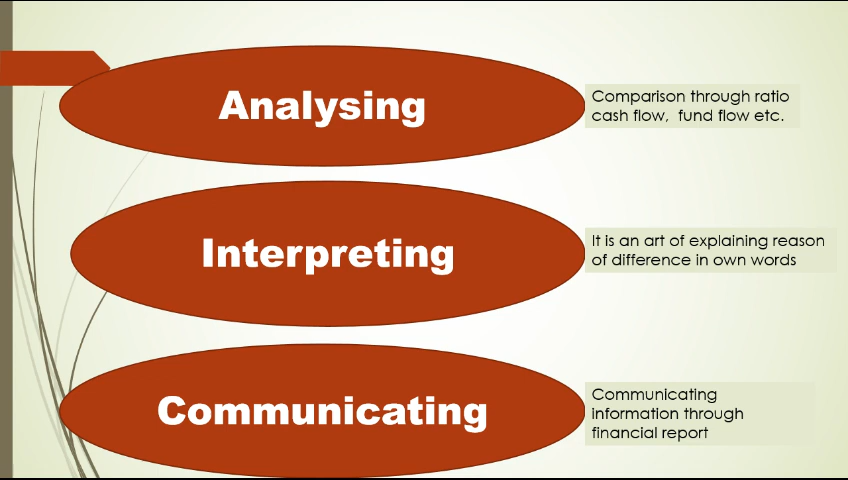 Analysing
Comparison through ratio
cash flow, fund flow etc.
Interpreting
It is an art of explaining reason
of difference in own words
Communicating
Communicating
information through
financial report